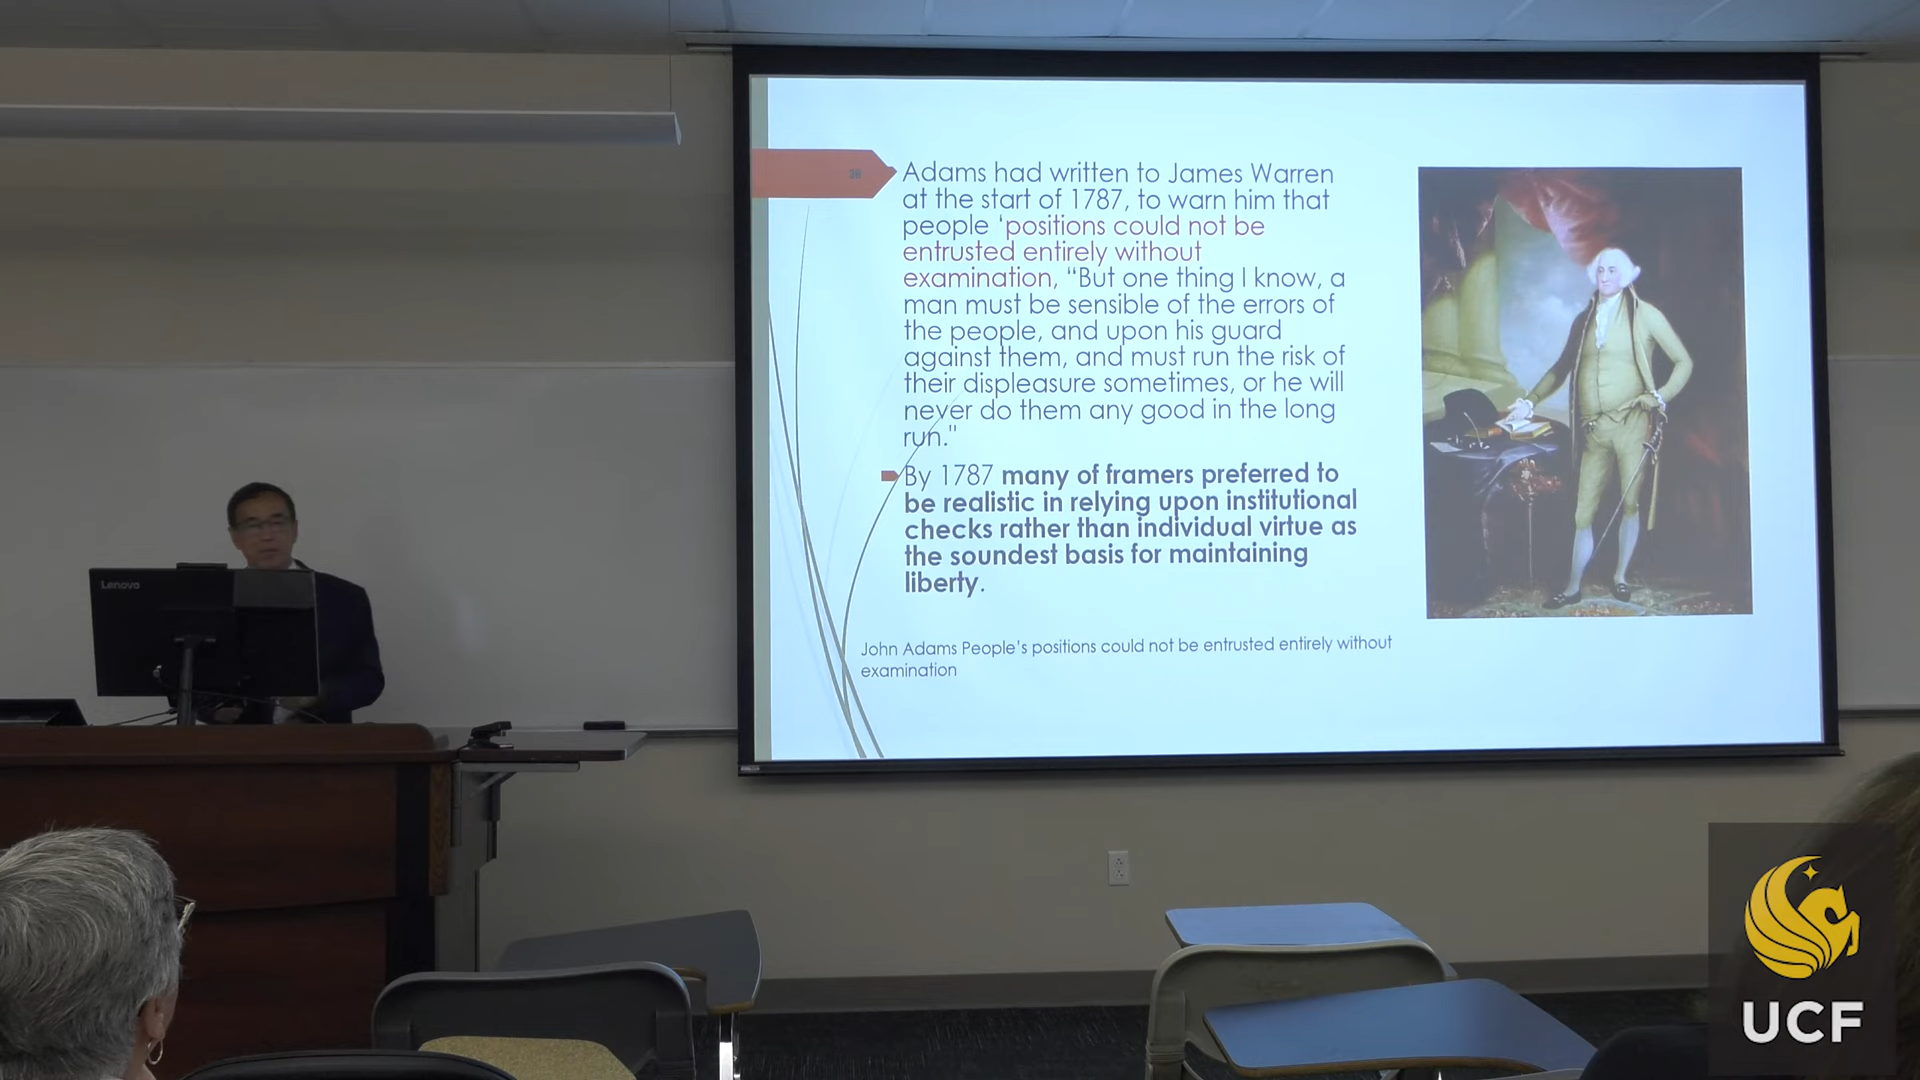 28
Adams had written to James Warren
at the start of 1787, to warn him that
people ‘positions could not be
entrusted entirely without
examination, “But one thing I know, a
man must be sensible of the errors of
the people, and upon his guard
against them, and must run the risk of
their displeasure sometimes, or he will
never do them any good in the long
run."
By 1787 many of framers preferred to
be realistic in relying upon institutional
checks rather than individual virtue as
the soundest basis for maintaining
liberty.
John Adams People’s positions could not be entrusted entirely without
examination
Lenovo
UCF